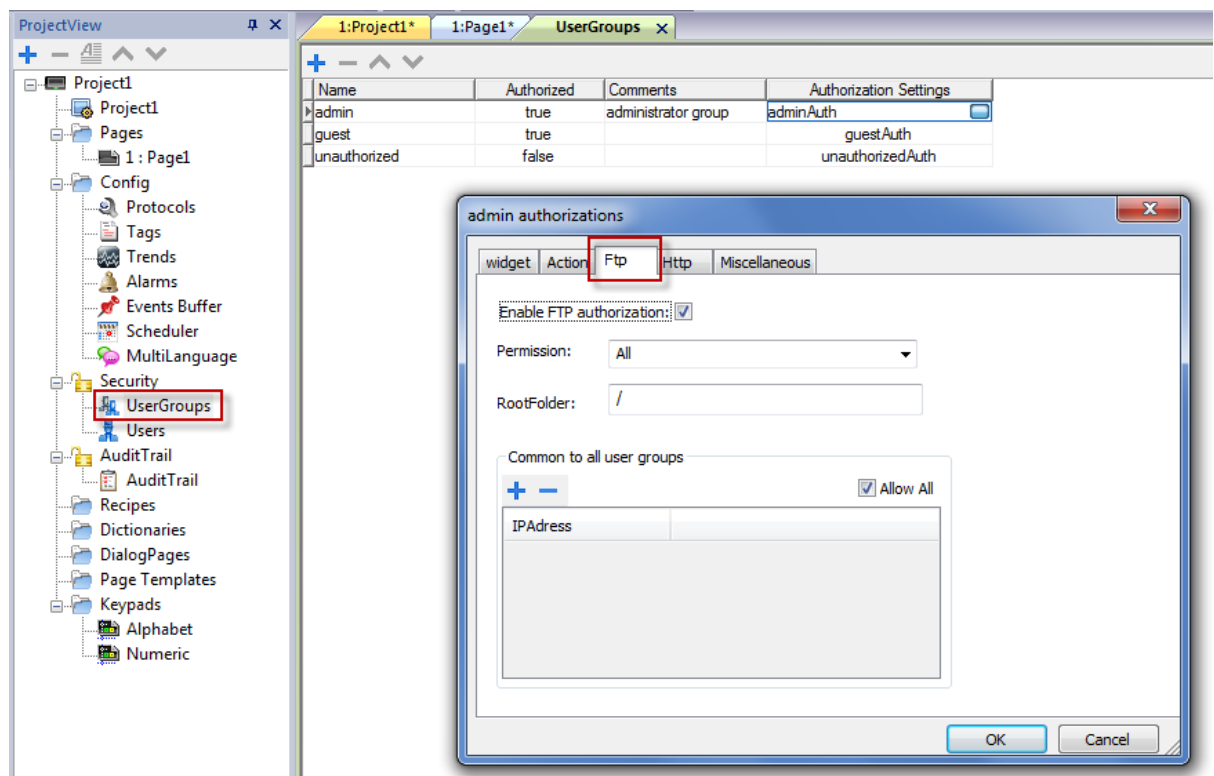 ProjectView
Project1
Project1
Pages
1 : Page1
Config
Protocols
Tags
Trends
Alarms
Events Buffer
Scheduler
MultiLanguage
Security
UserGroups
Users
AuditTrail
AuditTrail
Recipes
Dictionaries
DialogPages
Page Templates
Keypads
Alphabet
Numeric
1:Project1* 1:Page1* UserGroups
Name Authorized Comments Authorization Settings
admin true administrator group adminAuth
guest true guestAuth
unauthorized false unauthorizedAuth
admin authorizations
widget Action Ftp Http Miscellaneous
Enable FTP authorization:
Permission: All
RootFolder: /
Common to all user groups
Allow All
IPAdress
OK Cancel